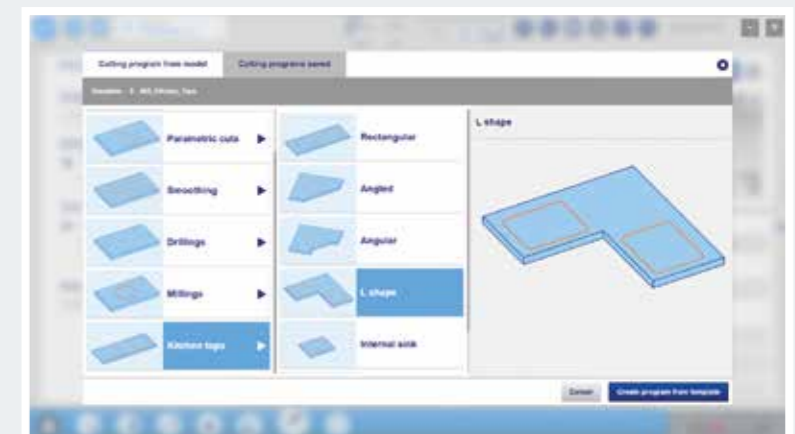 Cutting program from model
Cutting programs saved
L shape
Parametric cuts
Smoothing
Drillings
Millings
Kitchen tops
Rectangular
Angled
Angular
L shape
Internal sink
Cancel
Create program from template